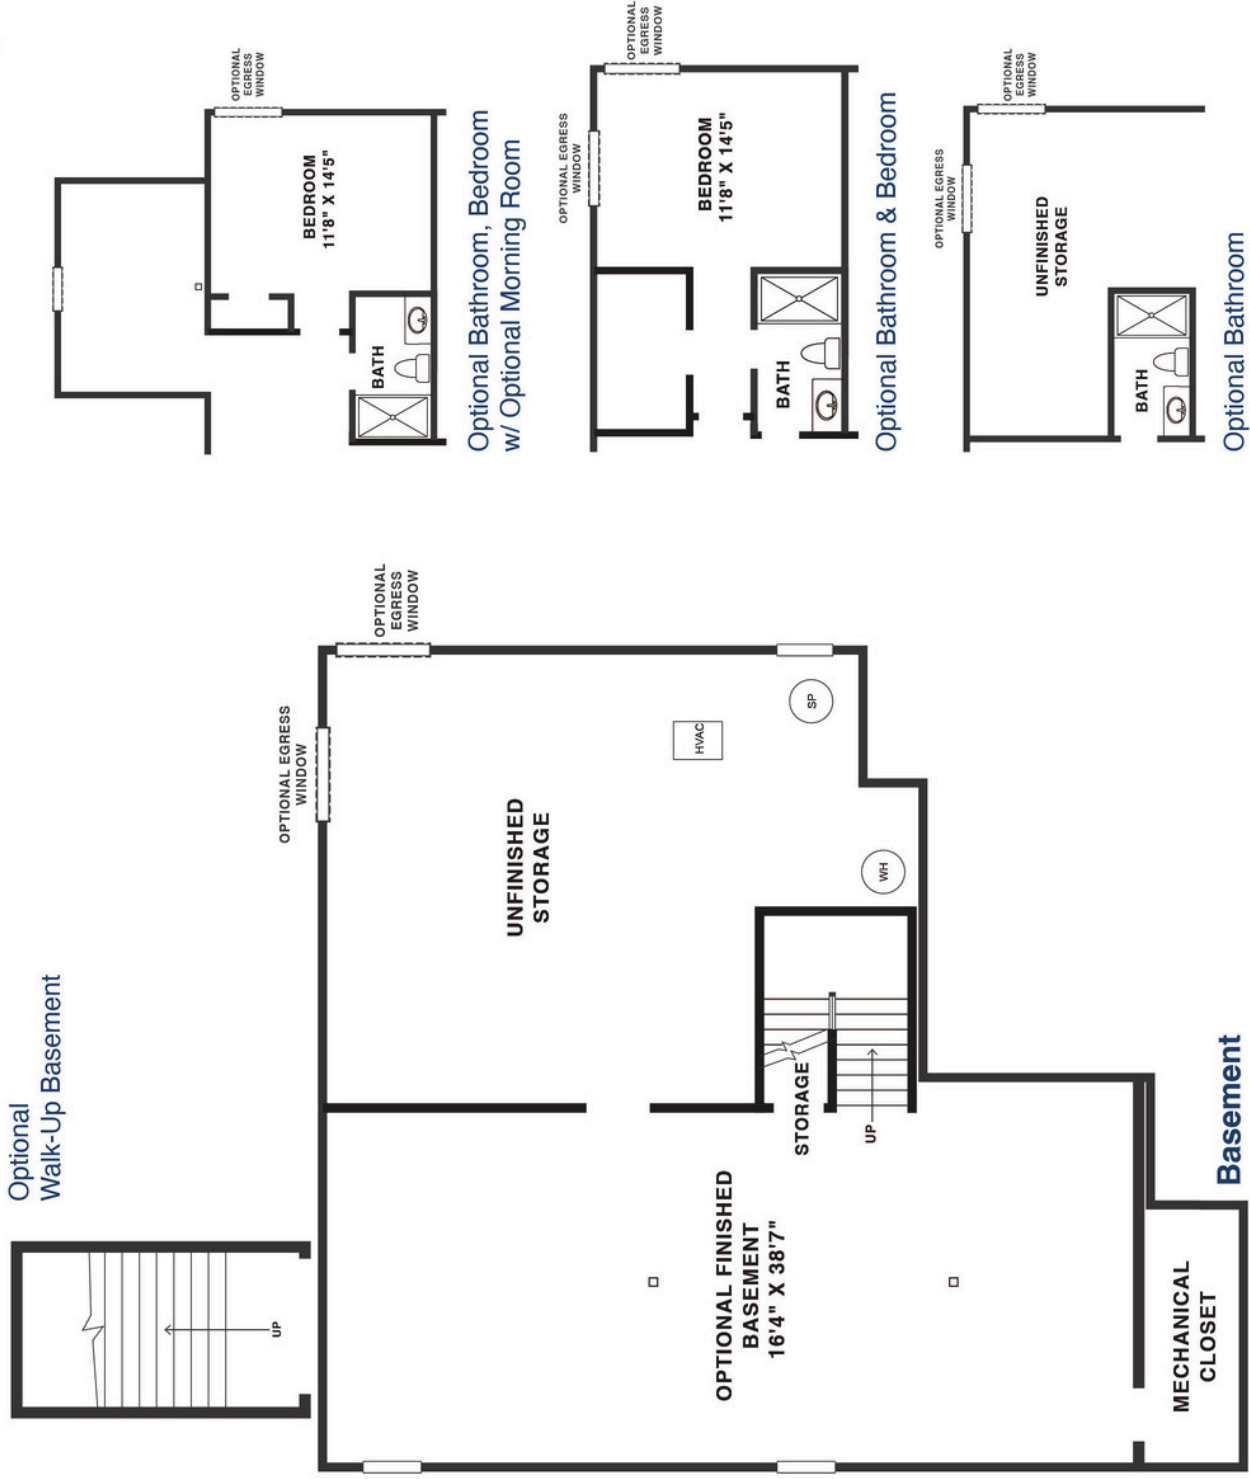 Optional
Walk-Up Basement
UP
OPTIONAL EGRESS
WINDOW
OPTIONAL
EGRESS
WINDOW
UNFINISHED
STORAGE
HVAC
SP
WH
STORAGE
UP
OPTIONAL FINISHED
BASEMENT
16'4" X 38'7"
MECHANICAL
CLOSET
Basement
OPTIONAL
EGRESS
WINDOW
BEDROOM
11'8" X 14'5"
BATH
Optional Bathroom, Bedroom
w/ Optional Morning Room
OPTIONAL EGRESS
WINDOW
OPTIONAL
EGRESS
WINDOW
BEDROOM
11'8" X 14'5"
BATH
Optional Bathroom & Bedroom
OPTIONAL EGRESS
WINDOW
OPTIONAL
EGRESS
WINDOW
UNFINISHED
STORAGE
BATH
Optional Bathroom